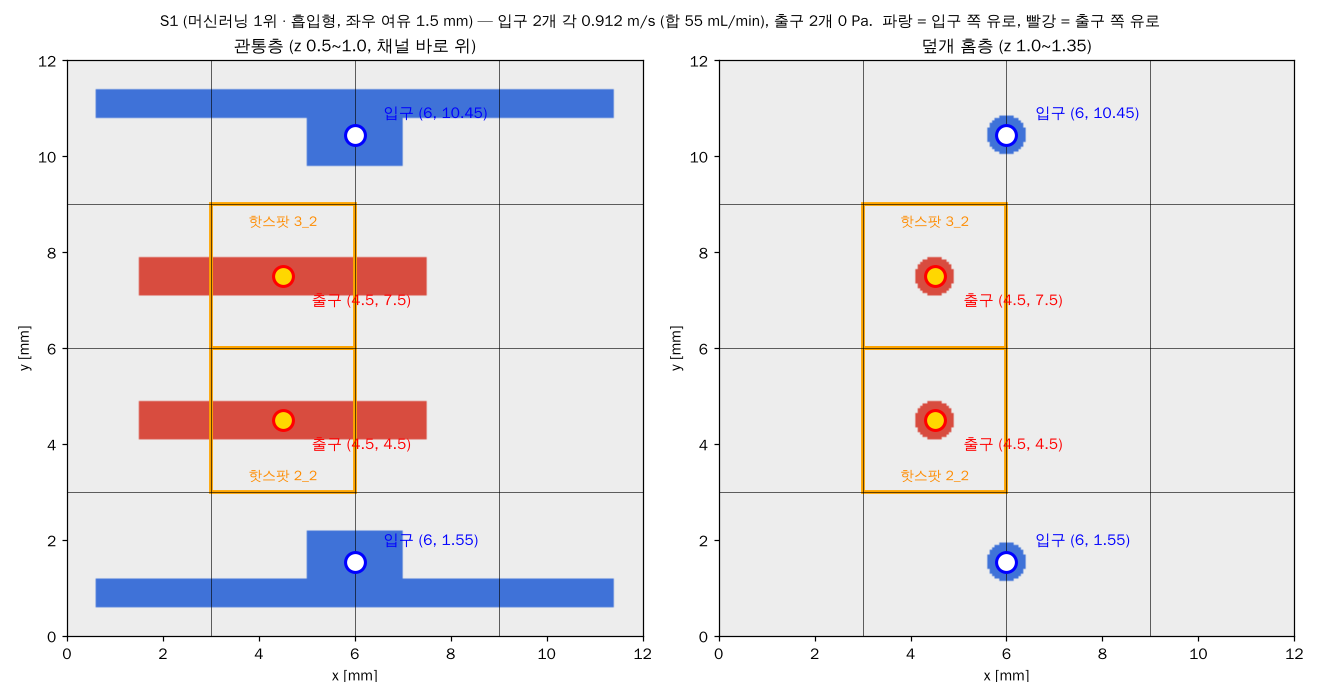 S1 (머신러닝 1위 · 흡입형, 좌우 여유 1.5 mm) — 입구 2개 각 0.912 m/s (합 55 mL/min), 출구 2개 0 Pa.  파랑 = 입구 쪽 유로, 빨강 = 출구 쪽 유로
관통층 (z 0.5~1.0, 채널 바로 위)
12
10
8
6
4
2
0
y [mm]
입구 (6, 10.45)
핫스팟 3_2
출구 (4.5, 7.5)
출구 (4.5, 4.5)
핫스팟 2_2
입구 (6, 1.55)
0 2 4 6 8 10 12
x [mm]
덮개 홈층 (z 1.0~1.35)
12
10
8
6
4
2
0
y [mm]
입구 (6, 10.45)
핫스팟 3_2
출구 (4.5, 7.5)
출구 (4.5, 4.5)
핫스팟 2_2
입구 (6, 1.55)
0 2 4 6 8 10 12
x [mm]